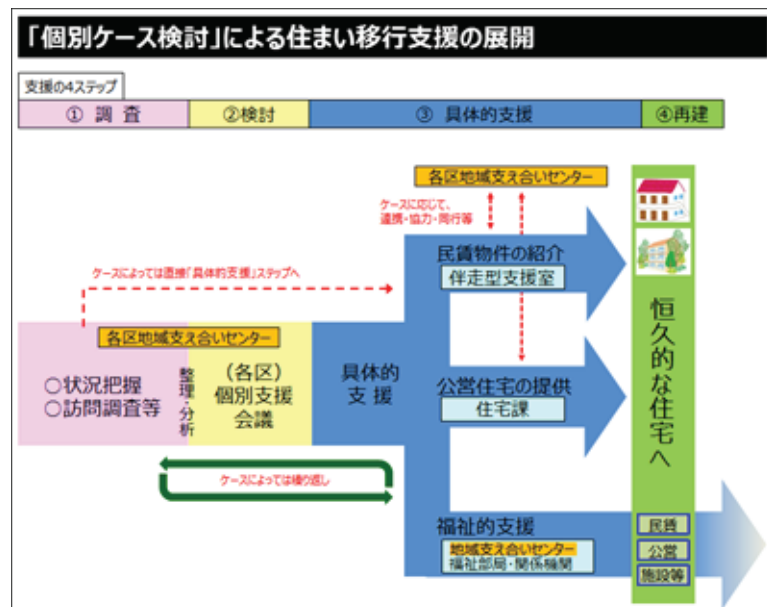 「個別ケース検討」による住まい移行支援の展開
支援の4ステップ
① 調 査
②検討
③ 具体的支援
④再建
各区地域支え合いセンター
ケースに応じて、
連携・協力・同行等
民賃物件の紹介
伴走型支援室
ケースによっては直接「具体的支援」ステップへ
各区地域支え合いセンター
○状況把握
○訪問調査等
整理・分析
（各区）
個別支援
会議
具体的
支 援
公営住宅の提供
住宅課
恒久的な住宅へ
ケースによっては繰り返し
福祉的支援
地域支え合いセンター
福祉部局・関係機関
民賃
公営
施設等